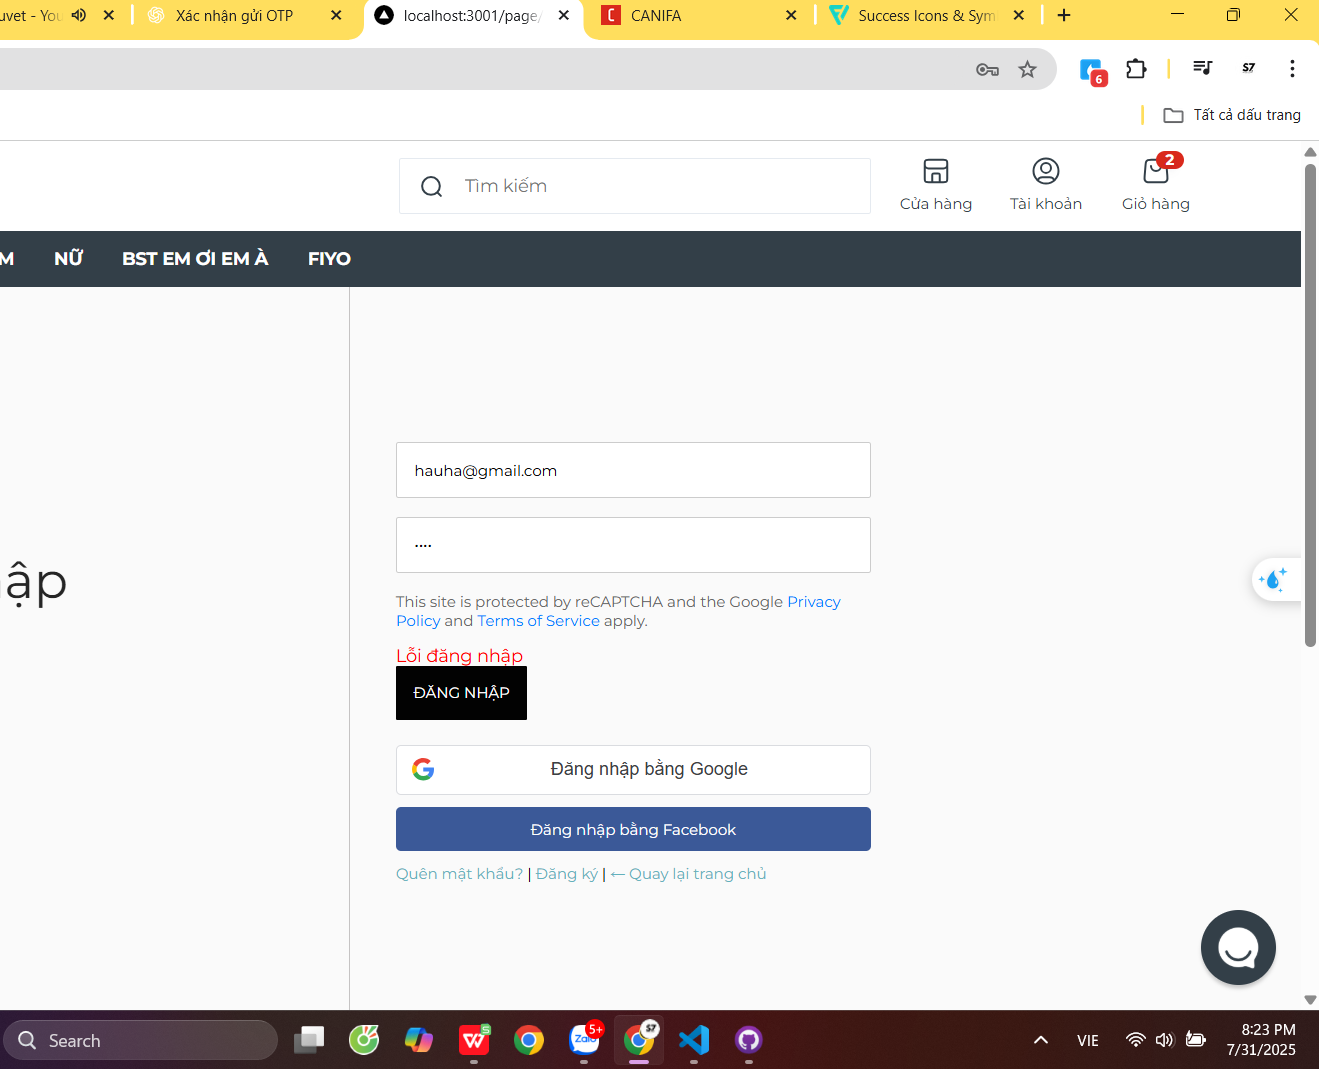 uvet - You
Xác nhận gửi OTP
localhost:3001/page/
CANIFA
Success Icons & Sym
6
S7
Tất cả dấu trang
Tìm kiếm
Cửa hàng
Tài khoản
2
Giỏ hàng
M
NỮ
BST EM ƠI EM À
FIYO
ập
hauha@gmail.com
....
This site is protected by reCAPTCHA and the Google Privacy
Policy and Terms of Service apply.
Lỗi đăng nhập
ĐĂNG NHẬP
Đăng nhập bằng Google
Đăng nhập bằng Facebook
Quên mật khẩu? | Đăng ký | ← Quay lại trang chủ
Search
W
S
Zalo
5+
S7
VIE
8:23 PM
7/31/2025